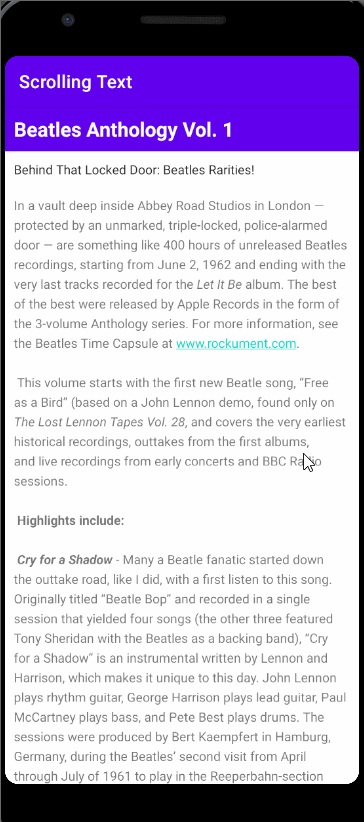 Scrolling Text
Beatles Anthology Vol. 1
Behind That Locked Door: Beatles Rarities!
In a vault deep inside Abbey Road Studios in London —
protected by an unmarked, triple-locked, police-alarmed
door — are something like 400 hours of unreleased Beatles
recordings, starting from June 2, 1962 and ending with the
very last tracks recorded for the Let It Be album. The best
of the best were released by Apple Records in the form of
the 3-volume Anthology series. For more information, see
the Beatles Time Capsule at www.rockument.com.
This volume starts with the first new Beatle song, “Free
as a Bird” (based on a John Lennon demo, found only on
The Lost Lennon Tapes Vol. 28, and covers the very earliest
historical recordings, outtakes from the first albums,
and live recordings from early concerts and BBC Radio
sessions.
Highlights include:
Cry for a Shadow - Many a Beatle fanatic started down
the outtake road, like I did, with a first listen to this song.
Originally titled “Beatle Bop” and recorded in a single
session that yielded four songs (the other three featured
Tony Sheridan with the Beatles as a backing band), “Cry
for a Shadow” is an instrumental written by Lennon and
Harrison, which makes it unique to this day. John Lennon
plays rhythm guitar, George Harrison plays lead guitar, Paul
McCartney plays bass, and Pete Best plays drums. The
sessions were produced by Bert Kaempfert in Hamburg,
Germany, during the Beatles’ second visit from April
through July of 1961 to play in the Reeperbahn-section